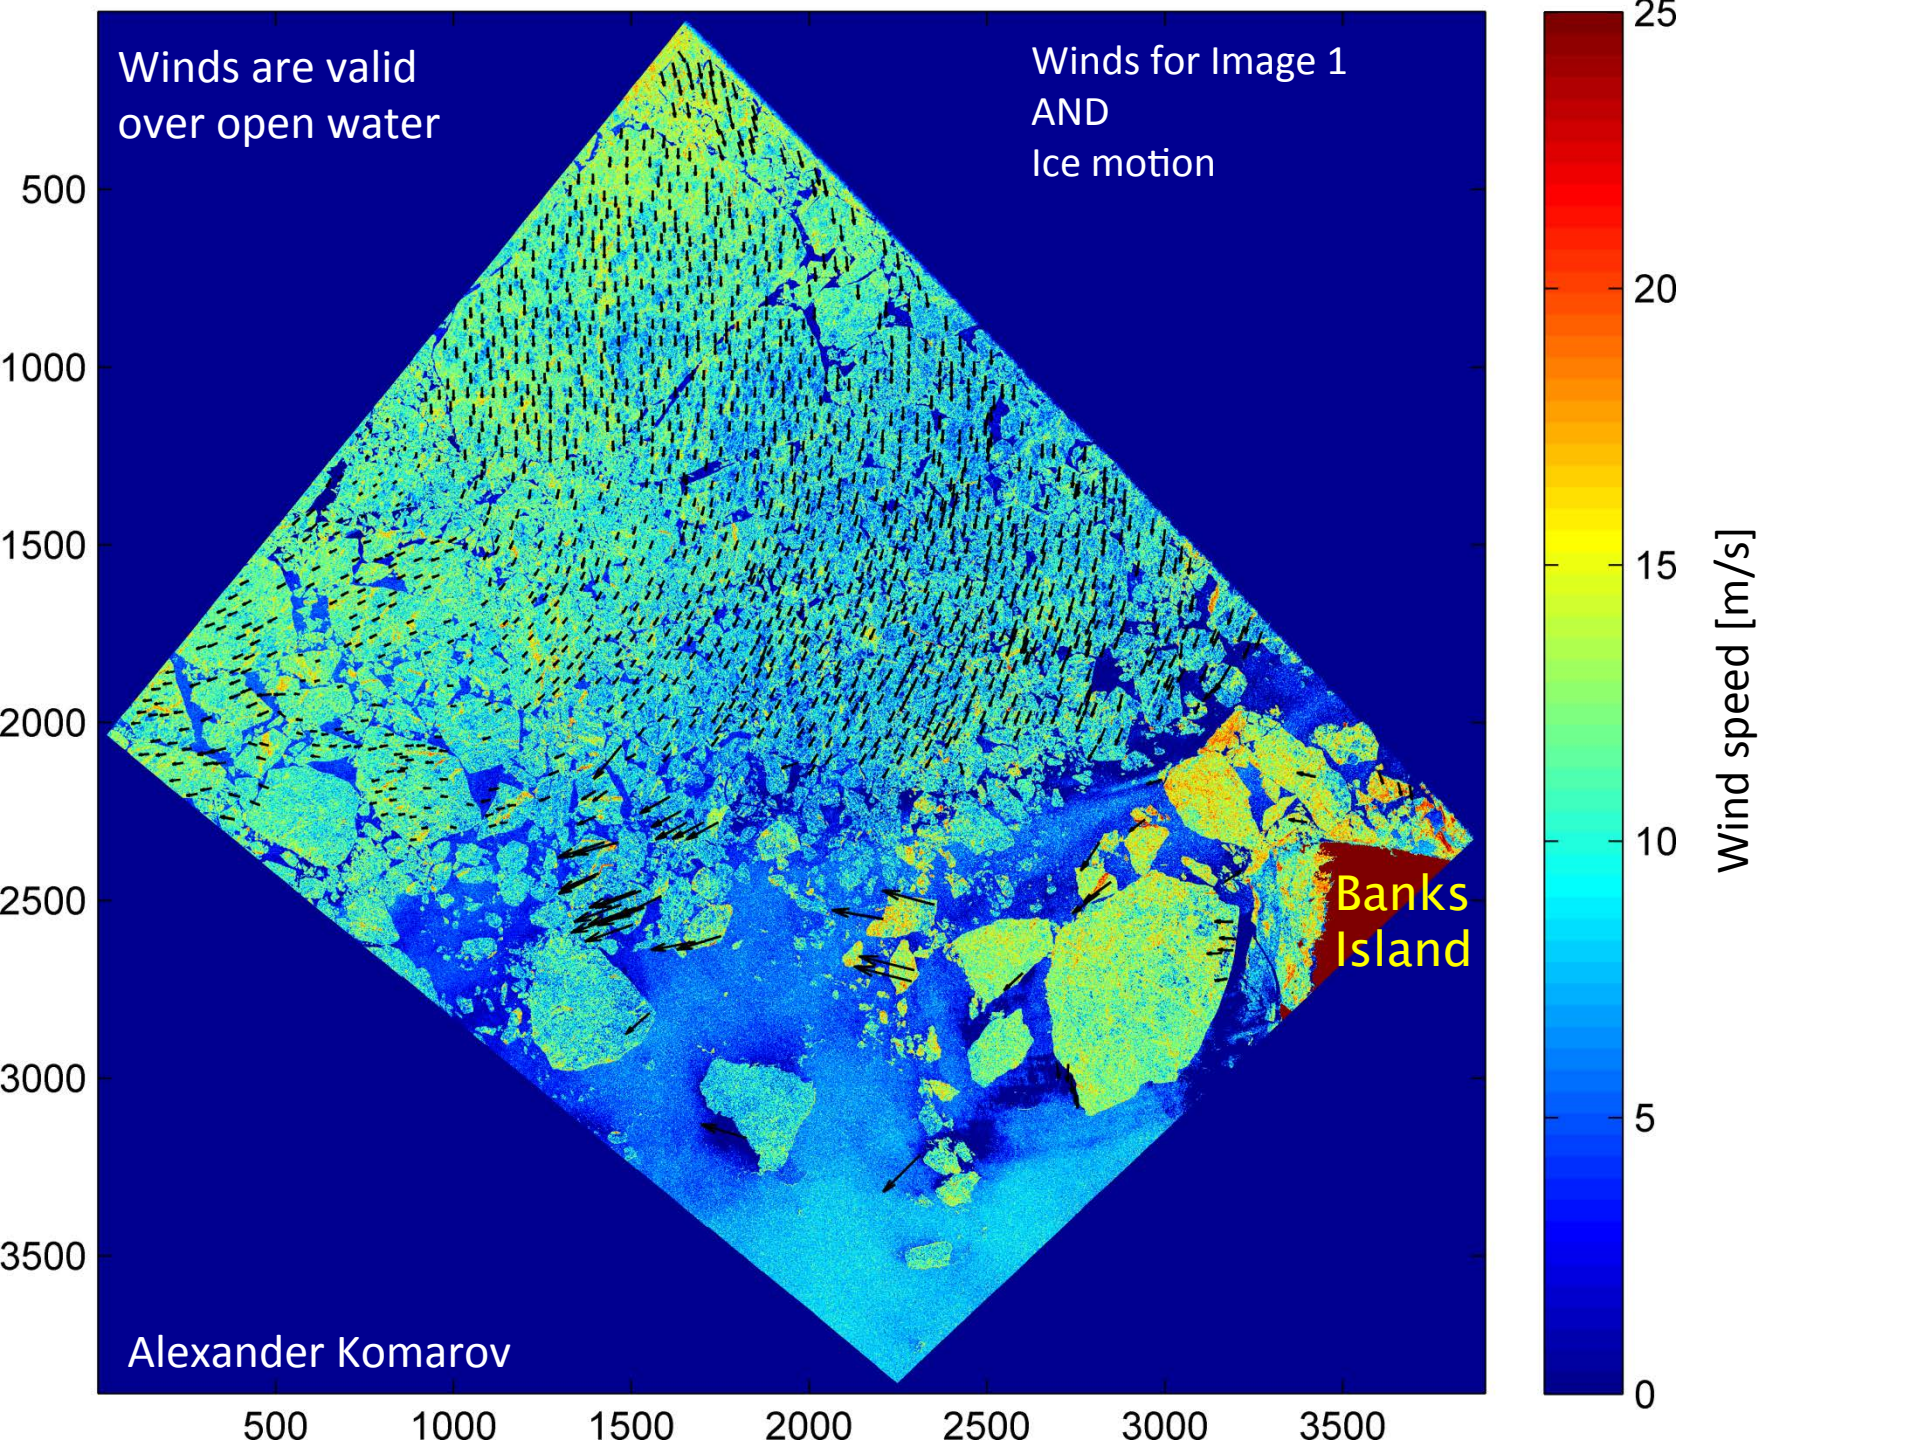 Winds are valid
over open water
Winds for Image 1
AND
Ice motion
500
1000
1500
2000
2500
3000
3500
Banks
Island
Alexander Komarov
500
1000
1500
2000
2500
3000
3500
25
20
15
10
5
0
Wind speed [m/s]